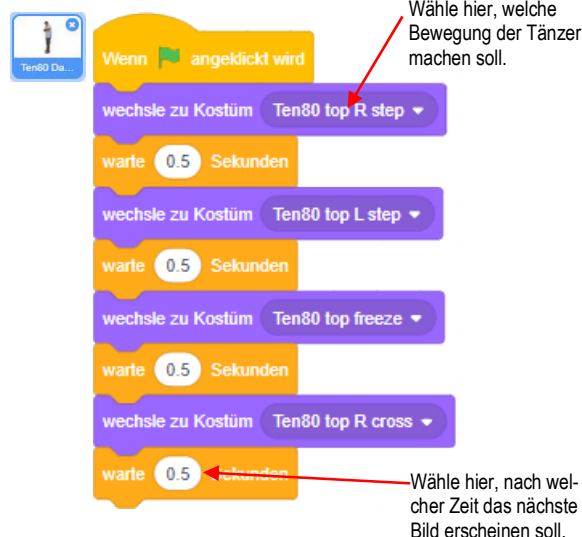 Wähle hier, welche
Bewegung der Tänzer
machen soll.
Ten80 Da...
Wenn angeklickt wird
wechsle zu Kostüm Ten80 top R step
warte 0.5 Sekunden
wechsle zu Kostüm Ten80 top L step
warte 0.5 Sekunden
wechsle zu Kostüm Ten80 top freeze
warte 0.5 Sekunden
wechsle zu Kostüm Ten80 top R cross
warte 0.5 Sekunden
Wähle hier, nach wel-
cher Zeit das nächste
Bild erscheinen soll.